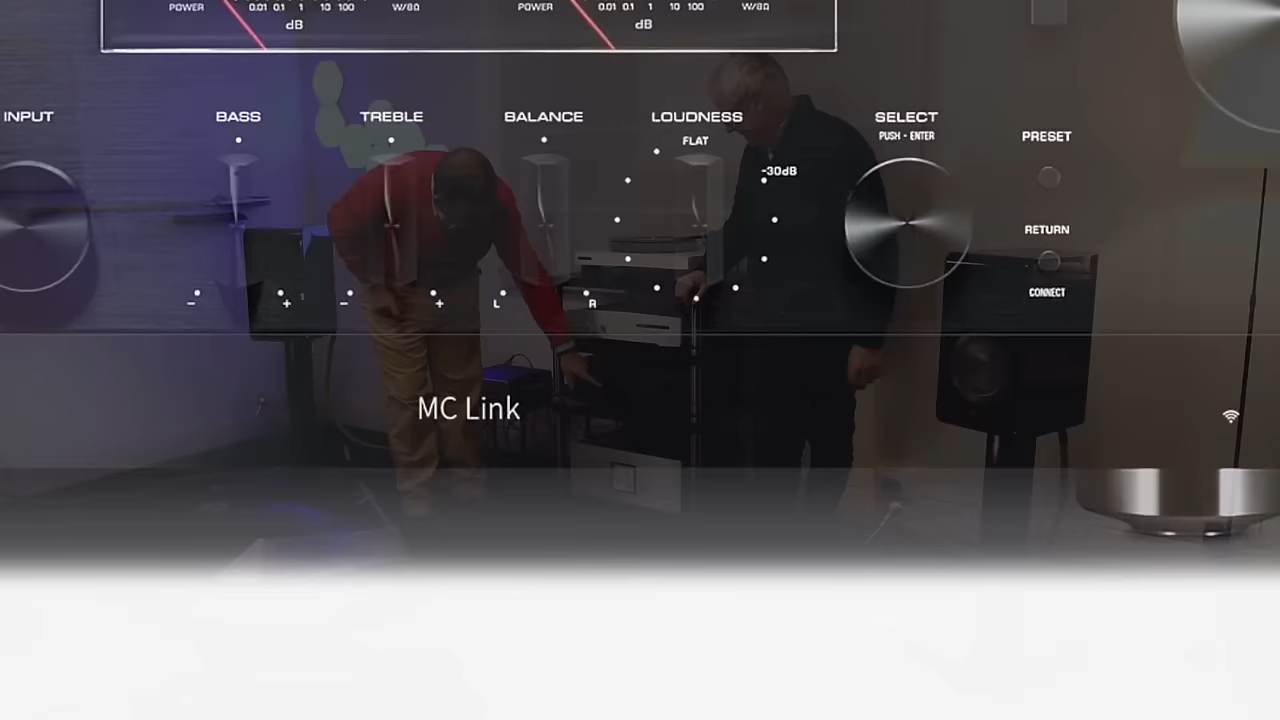 POWER 0.01 0.1 1 10 100 W/8Ω POWER 0.01 0.1 1 10 100 W/8Ω
dB dB
INPUT BASS TREBLE BALANCE LOUDNESS SELECT
PUSH - ENTER
FLAT PRESET
-30dB
RETURN
CONNECT
− + − + L R
MC Link